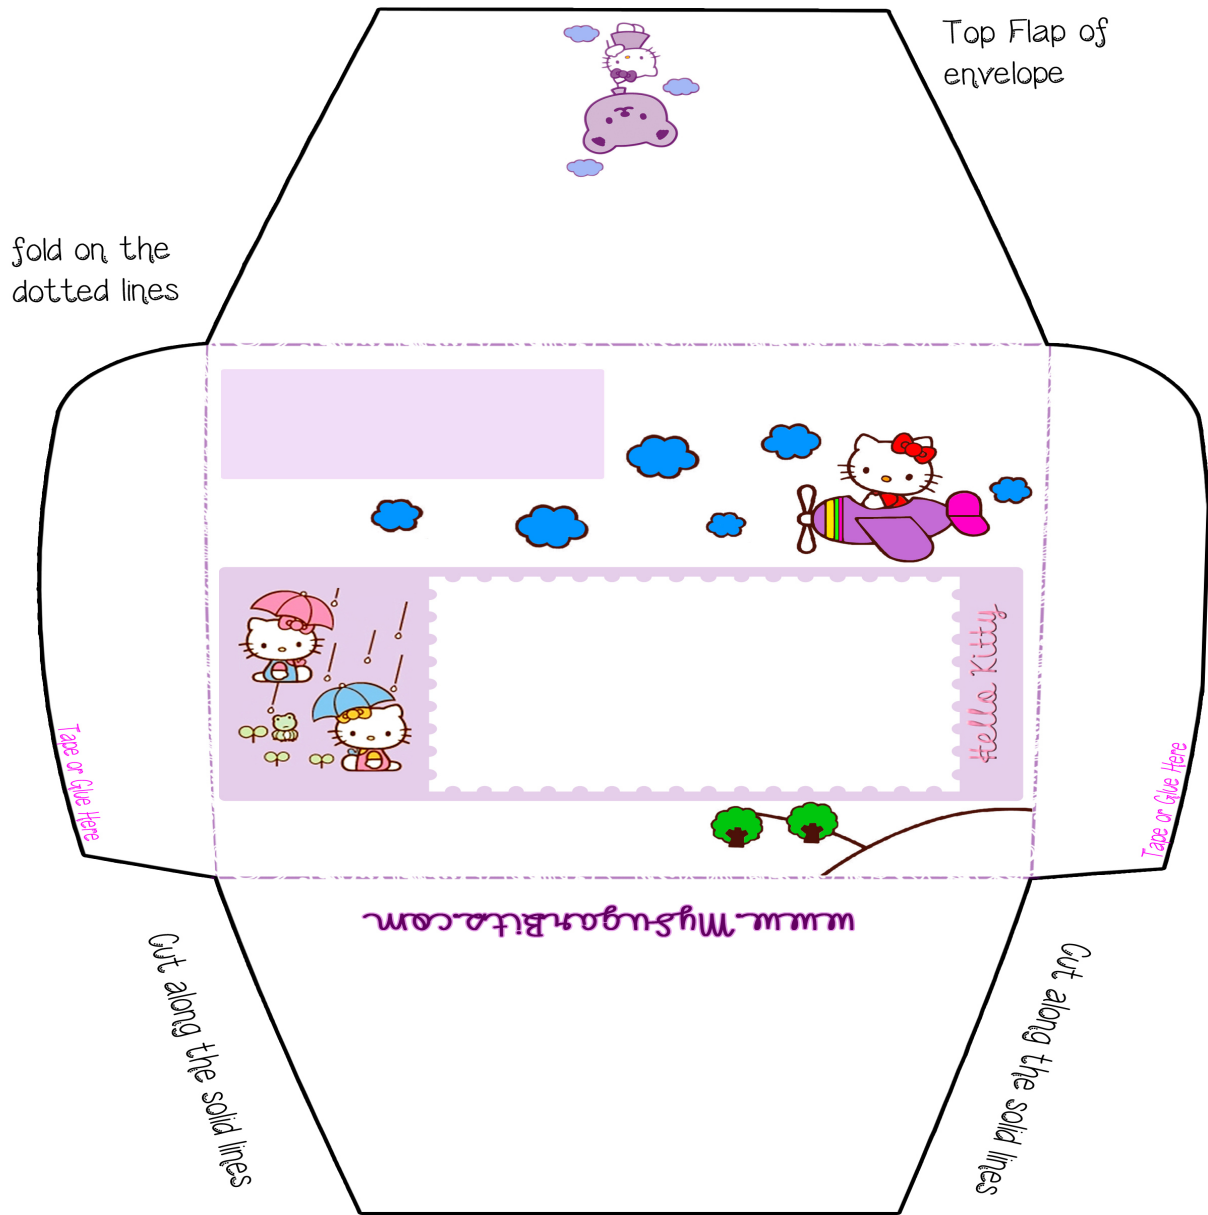 Top Flap of
envelope
fold on the
dotted lines
Hello Kitty
Tape or Glue Here
Tape or Glue Here
www.MySugarBits.com
Cut along the solid lines
Cut along the solid lines